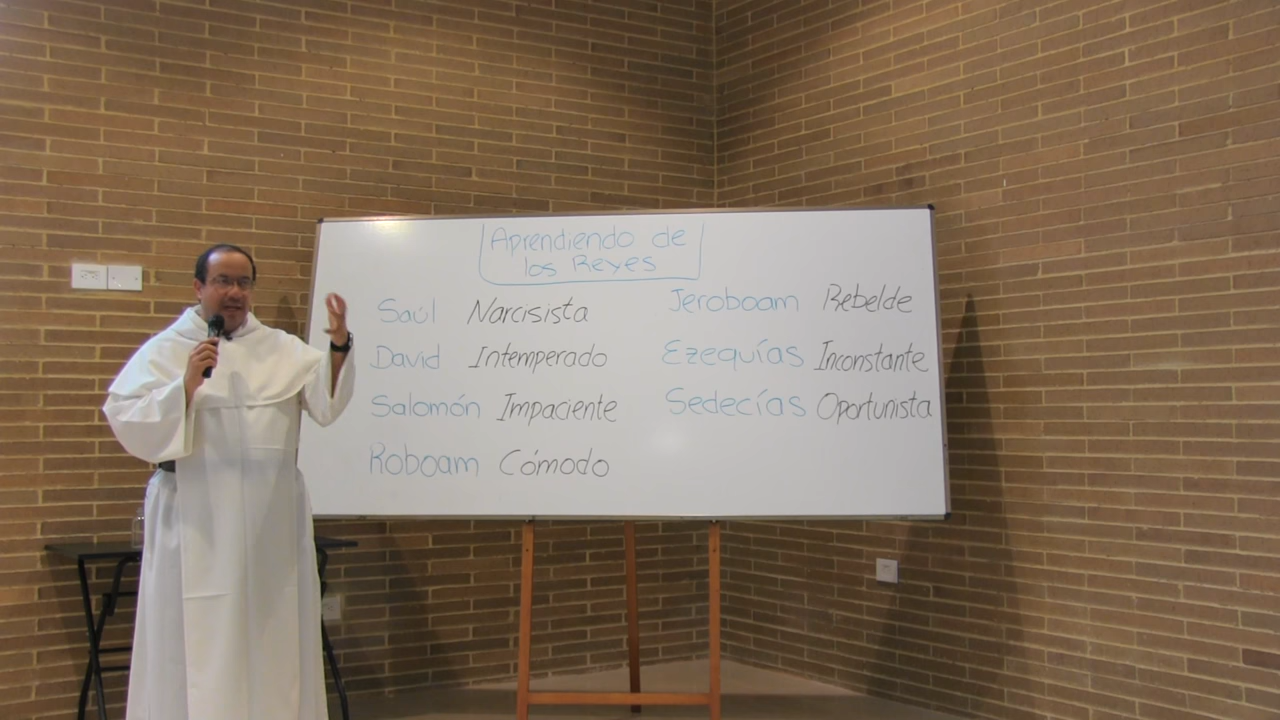 Aprendiendo de
los Reyes
Saúl Narcisista
David Intemperado
Salomón Impaciente
Roboam Cómodo
Jeroboam Rebelde
Ezequías Inconstante
Sedecías Oportunista